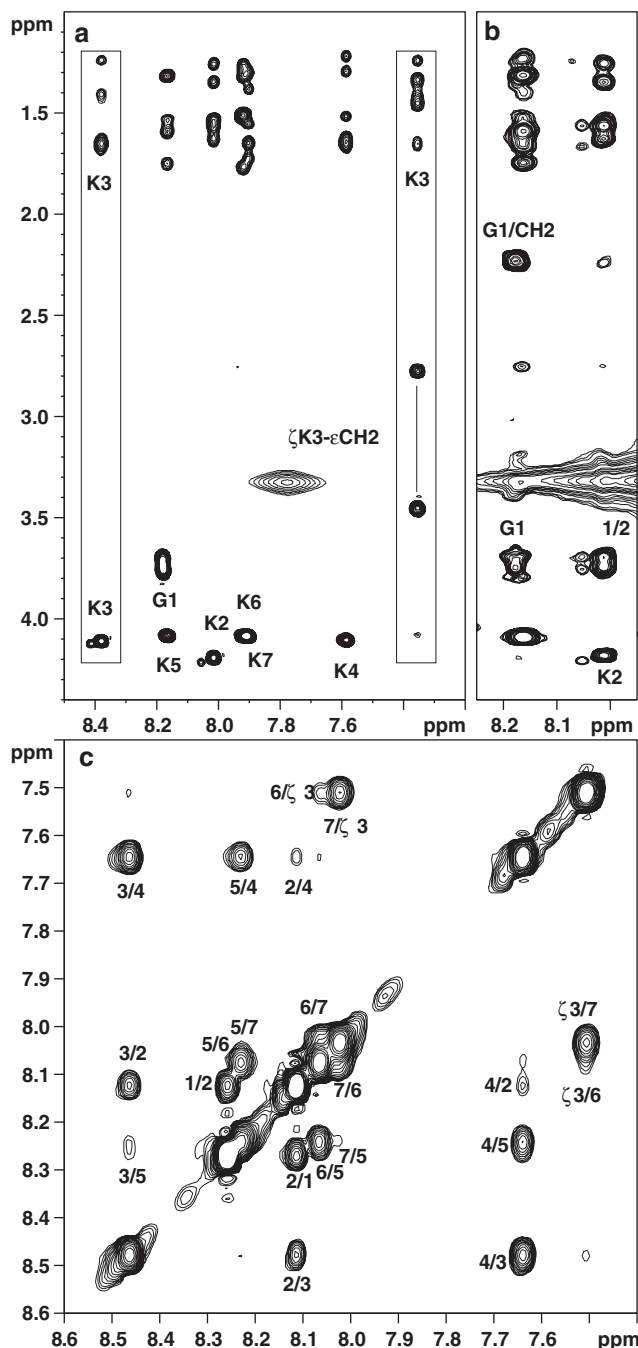 ppm
a
b
1.5
2.0
2.5
3.0
3.5
4.0
K3
K3
G1/CH2
ζK3-εCH2
G1
1/2
K3
G1
K2
K6
K5
K7
K4
K2
8.4
8.2
8.0
7.8
7.6
ppm
8.2
8.1
ppm
ppm
c
7.5
7.6
7.7
7.8
7.9
8.0
8.1
8.2
8.3
8.4
8.5
8.6
6/ζ 3
7/ζ 3
3/4
5/4
2/4
6/7
ζ 3/7
5/7
5/6
3/2
1/2
7/6
4/2
ζ 3/6
3/5
7/5
4/5
6/5
2/1
2/3
4/3
8.6
8.5
8.4
8.3
8.2
8.1
8.0
7.9
7.7
7.6
ppm